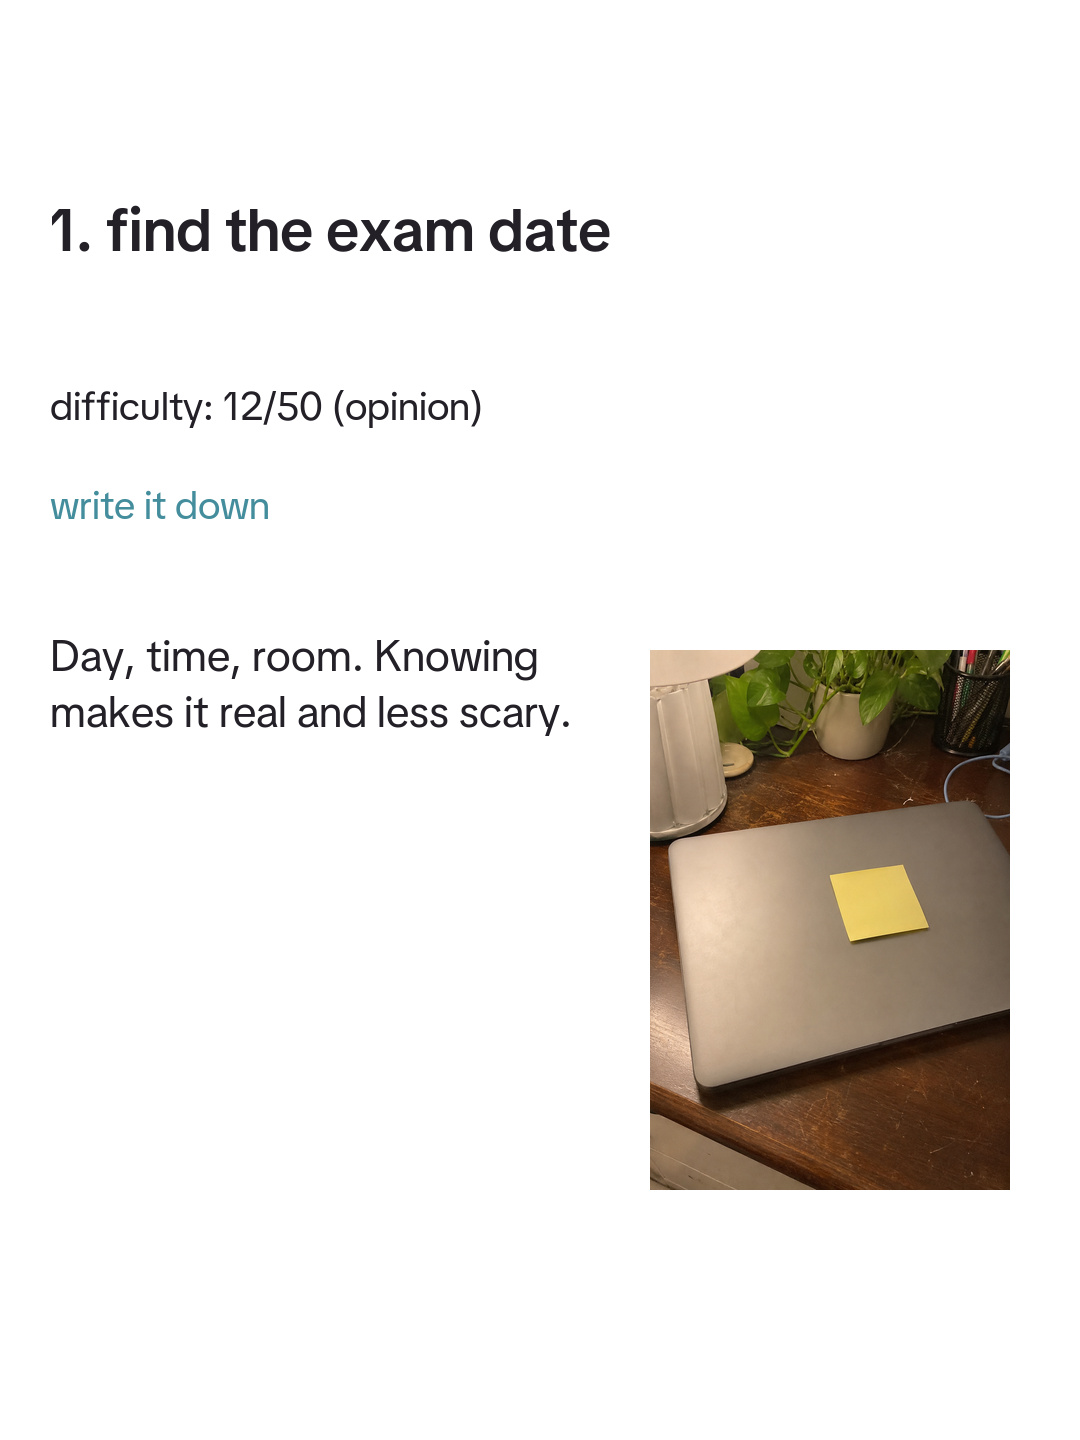 1. find the exam date
difficulty: 12/50 (opinion)
write it down
Day, time, room. Knowing
makes it real and less scary.